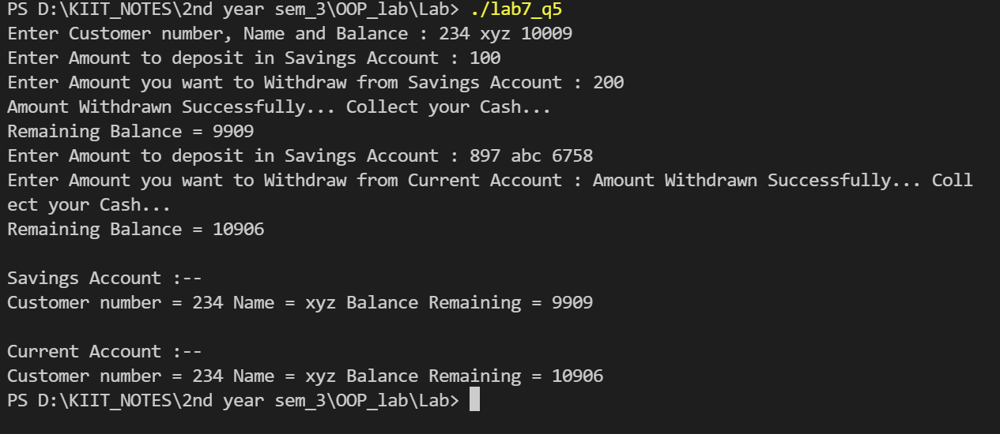 PS D:\KIIT_NOTES\2nd year sem_3\OOP_lab\Lab> ./lab7_q5
Enter Customer number, Name and Balance : 234 xyz 10009
Enter Amount to deposit in Savings Account : 100
Enter Amount you want to Withdraw from Savings Account : 200
Amount Withdrawn Successfully... Collect your Cash...
Remaining Balance = 9909
Enter Amount to deposit in Savings Account : 897 abc 6758
Enter Amount you want to Withdraw from Current Account : Amount Withdrawn Successfully... Coll
ect your Cash...
Remaining Balance = 10906

Savings Account :--
Customer number = 234 Name = xyz Balance Remaining = 9909

Current Account :--
Customer number = 234 Name = xyz Balance Remaining = 10906
PS D:\KIIT_NOTES\2nd year sem_3\OOP_lab\Lab>